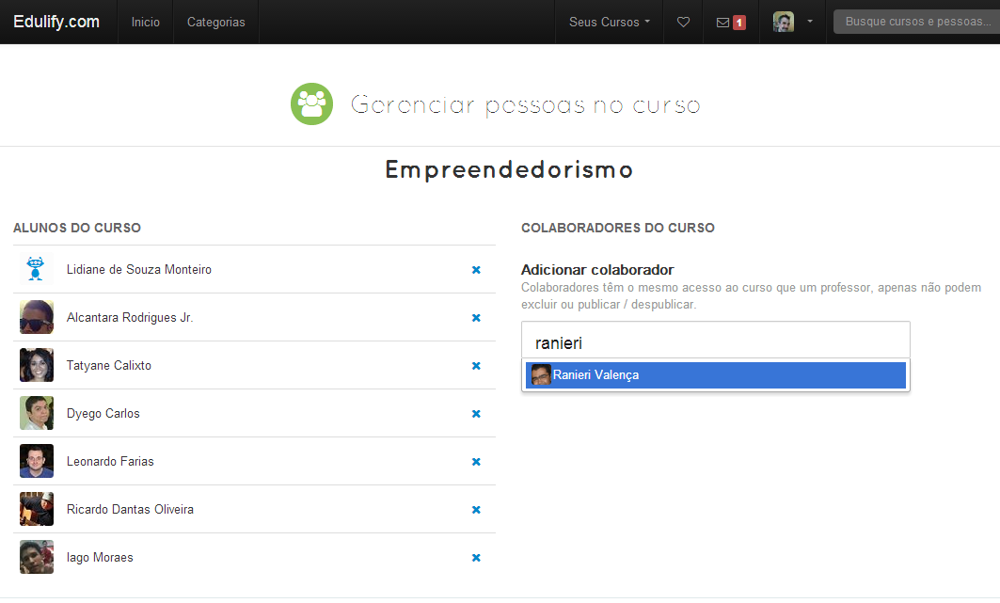 Edulify.com
Inicio
Categorias
Seus Cursos
1
Busque cursos e pessoas...
Gerenciar pessoas no curso
Empreendedorismo
ALUNOS DO CURSO
Lidiane de Souza Monteiro
Alcantara Rodrigues Jr.
Tatyane Calixto
Dyego Carlos
Leonardo Farias
Ricardo Dantas Oliveira
Iago Moraes
COLABORADORES DO CURSO
Adicionar colaborador
Colaboradores têm o mesmo acesso ao curso que um professor, apenas não podem
excluir ou publicar / despublicar.
ranieri
Ranieri Valença